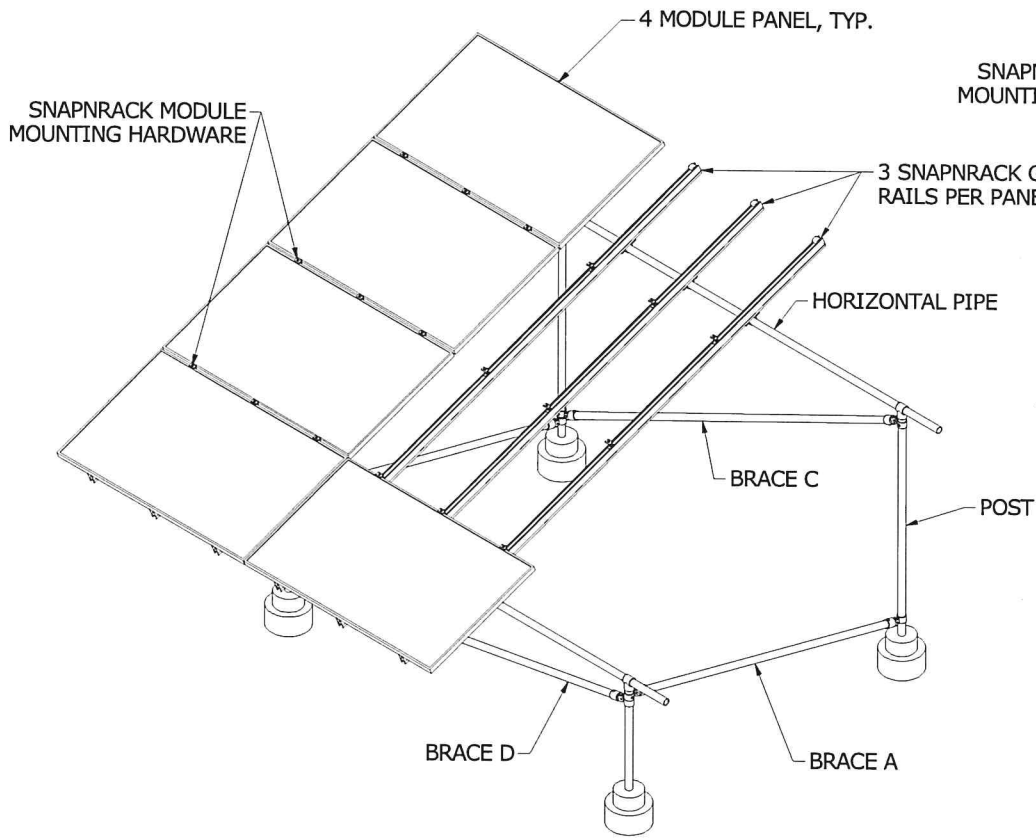 4 MODULE PANEL, TYP.
SNAPNRACK MODULE
MOUNTING HARDWARE
3 SNAPNRACK
RAILS PER
HORIZONTAL PIPE
BRACE C
POST
BRACE D
BRACE A